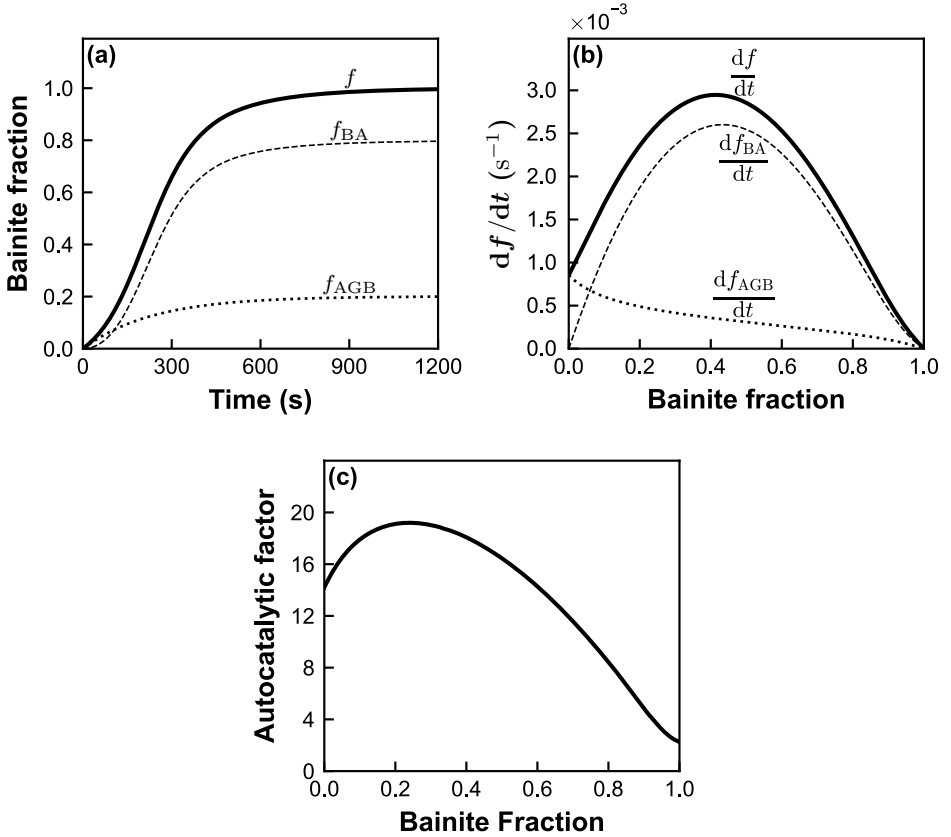 (a)
f
f_BA
f_AGB
1.0
0.8
0.6
0.4
0.2
0.0
0
300
600
900
1200
Bainite fraction
Time (s)
×10⁻³
(b)
df/dt
df_BA/dt
df_AGB/dt
3.0
2.5
2.0
1.5
1.0
0.5
0.0
0.0
0.2
0.4
0.6
0.8
1.0
df/dt (s⁻¹)
Bainite fraction
(c)
20
16
12
8
4
0
0.0
0.2
0.4
0.6
0.8
1.0
Autocatalytic factor
Bainite Fraction